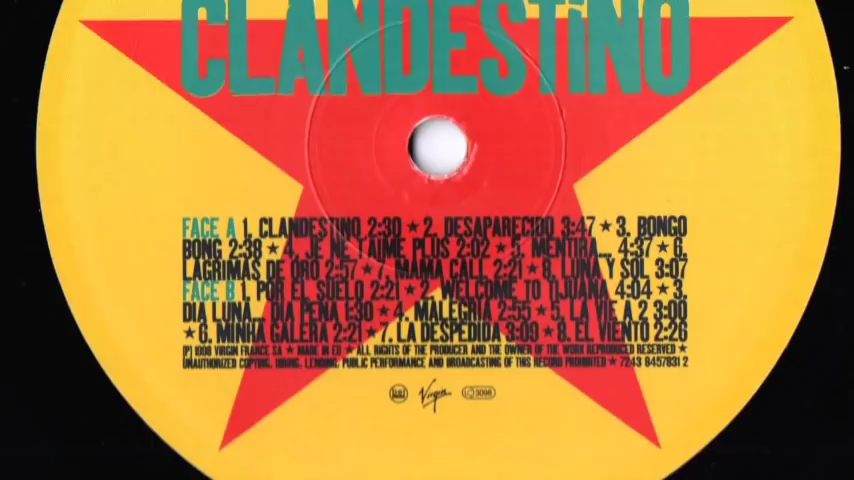 CLANDESTiNO
FACE A 1. CLANDESTINO 2:30 ★ 2. DESAPARECIDO 3:47 ★ 3. BONGO
BONG 2:38 ★ 4. JE NE T'AIME PLUS 2:02 ★ 5. MENTIRA... 4:37 ★ 6.
LAGRIMAS DE ORO 2:57 ★ 7. MAMA CALL 2:21 ★ 8. LUNA Y SOL 3:07
FACE B 1. POR EL SUELO 2:21 ★ 2. WELCOME TO TIJUANA 4:04 ★ 3.
DIA LUNA... DIA PENA 1:30 ★ 4. MALEGRIA 2:55 ★ 5. LA VIE A 2 3:00
★ 6. MINHA GALERA 2:21 ★ 7. LA DESPEDIDA 3:09 ★ 8. EL VIENTO 2:26
(P) 1998 VIRGIN FRANCE SA ★ MADE IN EU ★ ALL RIGHTS OF THE PRODUCER AND THE OWNER OF THE WORK REPRODUCED RESERVED ★
UNAUTHORIZED COPYING, HIRING, LENDING, PUBLIC PERFORMANCE AND BROADCASTING OF THIS RECORD PROHIBITED ★ 7243 8457831 2
Virgin LC 3098